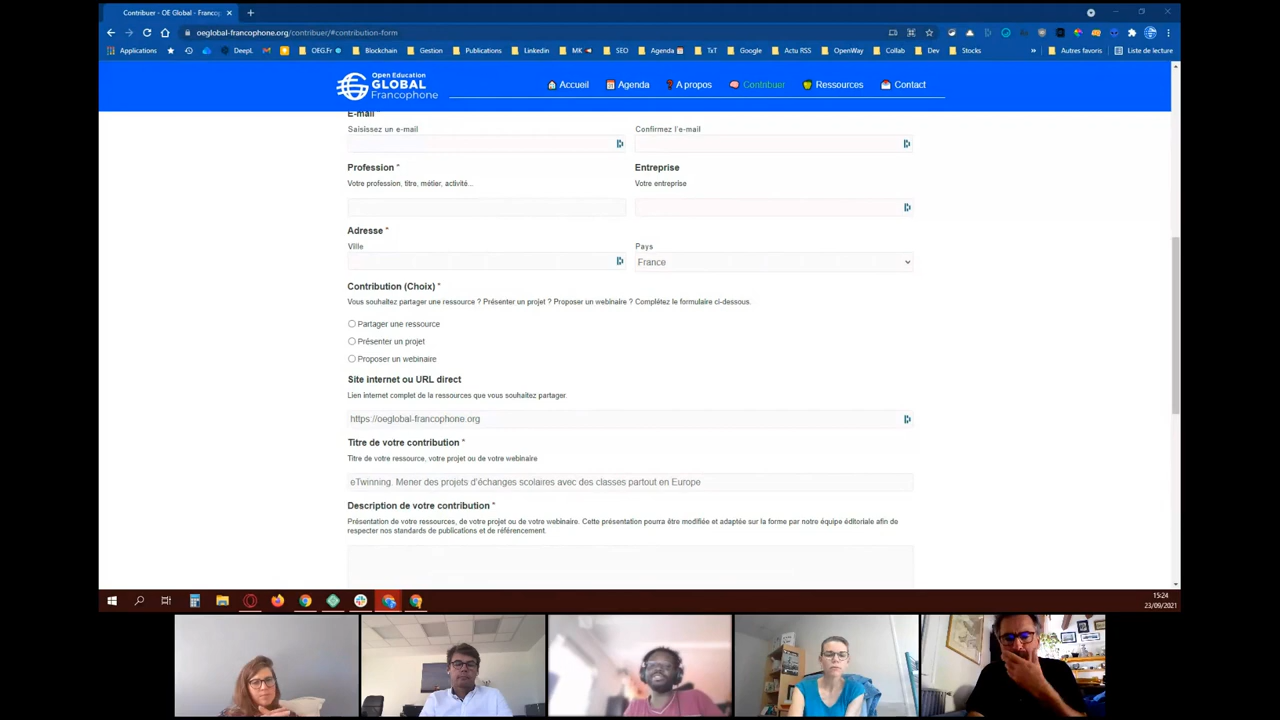 Contribuer - OE Global - Francop
oeglobal-francophone.org/contribuer/#contribution-form
Applications DeepL OEG.Fr Blockchain Gestion Publications Linkedin MK SEO Agenda TxT Google Actu RSS OpenWay Collab Dev Stocks » Autres favoris Liste de lecture
Open Education
GLOBAL
Francophone
Accueil Agenda A propos Contribuer Ressources Contact
E-mail
Saisissez un e-mail Confirmez l'e-mail
Profession * Entreprise
Votre profession, titre, métier, activité... Votre entreprise
Adresse *
Ville Pays
France
Contribution (Choix) *
Vous souhaitez partager une ressource ? Présenter un projet ? Proposer un webinaire ? Complétez le formulaire ci-dessous.
Partager une ressource
Présenter un projet
Proposer un webinaire
Site internet ou URL direct
Lien internet complet de la ressources que vous souhaitez partager.
https://oeglobal-francophone.org
Titre de votre contribution *
Titre de votre ressource, votre projet ou de votre webinaire
eTwinning. Mener des projets d'échanges scolaires avec des classes partout en Europe
Description de votre contribution *
Présentation de votre ressources, de votre projet ou de votre webinaire. Cette présentation pourra être modifiée et adaptée sur la forme par notre équipe éditoriale afin de
respecter nos standards de publications et de référencement.
15:24
23/09/2021